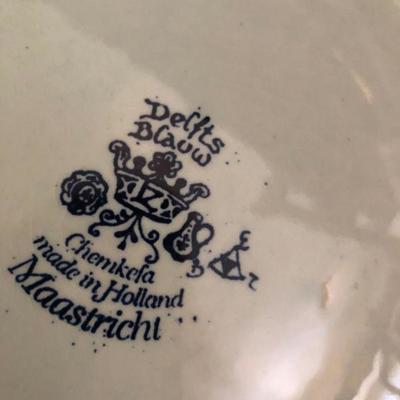 Delfts
Blauw
Chemkefa
made in Holland
Maastricht